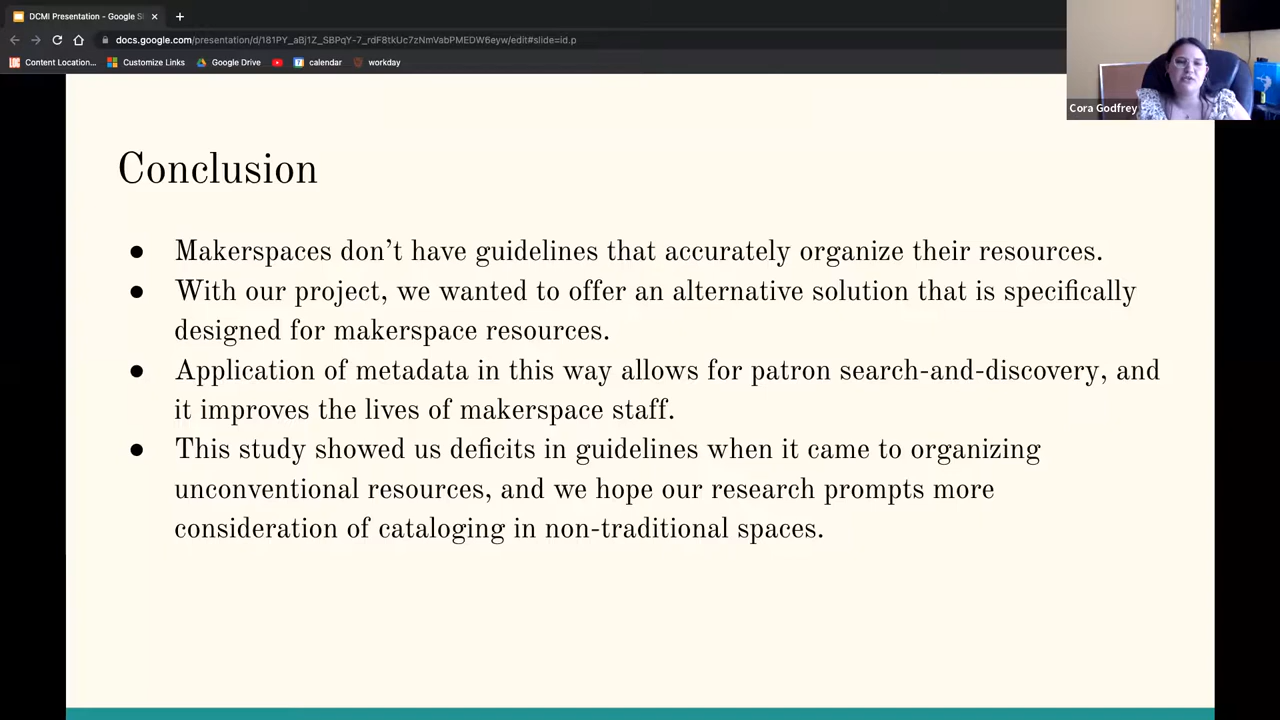 DCMI Presentation - Google Sl
docs.google.com/presentation/d/181PY_aBj1Z_SBPqY-7_rdF8tkUc7zNmVabPMEDW6eyw/edit#slide=id.p
Content Location...
Customize Links
Google Drive
calendar
workday
Cora Godfrey
Conclusion
● Makerspaces don’t have guidelines that accurately organize their resources.
● With our project, we wanted to offer an alternative solution that is specifically
designed for makerspace resources.
● Application of metadata in this way allows for patron search-and-discovery, and
it improves the lives of makerspace staff.
● This study showed us deficits in guidelines when it came to organizing
unconventional resources, and we hope our research prompts more
consideration of cataloging in non-traditional spaces.